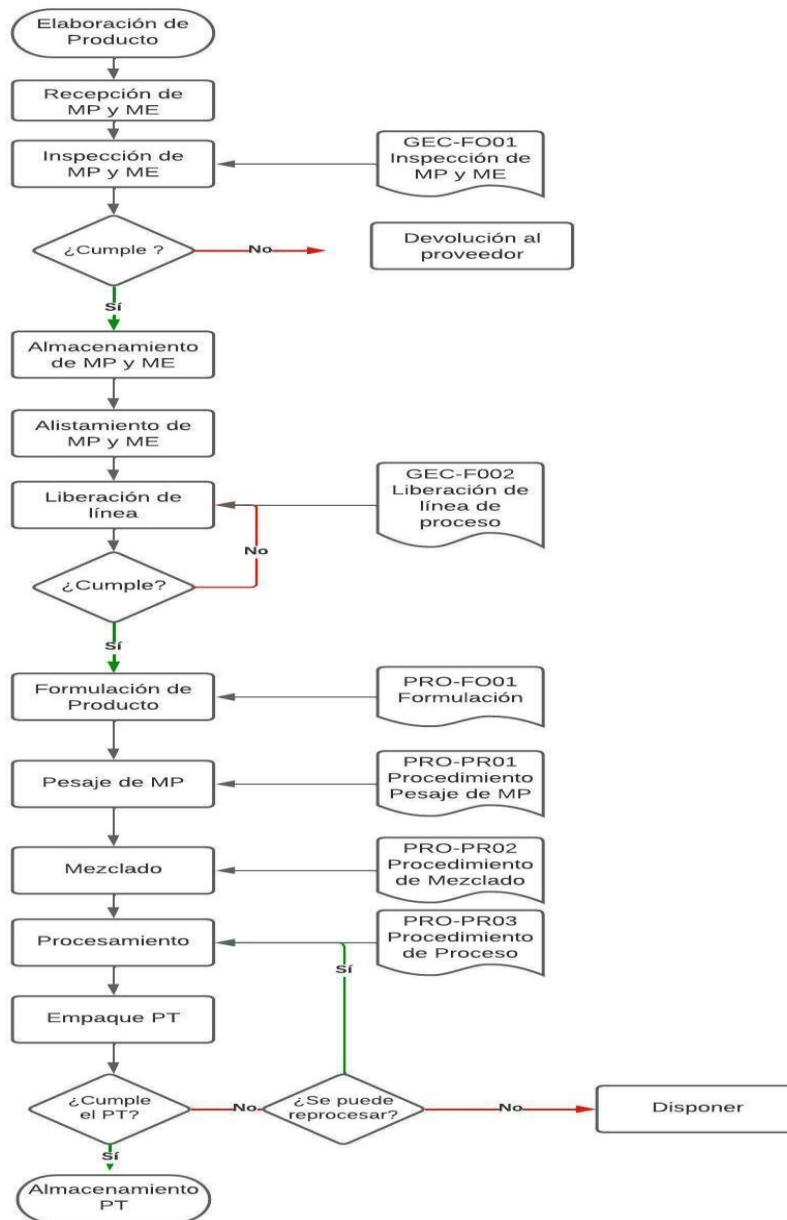 Elaboración de
Producto
Recepción de
MP y ME
Inspección de
MP y ME
GEC-FO01
Inspección de
MP y ME
¿Cumple ?
No
Devolución al
proveedor
Sí
Almacenamiento
de MP y ME
Alistamiento de
MP y ME
Liberación de
línea
GEC-F002
Liberación de
línea de
proceso
No
¿Cumple?
Sí
Formulación de
Producto
PRO-FO01
Formulación
Pesaje de MP
PRO-PR01
Procedimiento
Pesaje de MP
Mezclado
PRO-PR02
Procedimiento
de Mezclado
Procesamiento
PRO-PR03
Procedimiento
de Proceso
Sí
Empaque PT
¿Cumple
el PT?
No
¿Se puede
reprocesar?
No
Disponer
Sí
Almacenamiento
PT